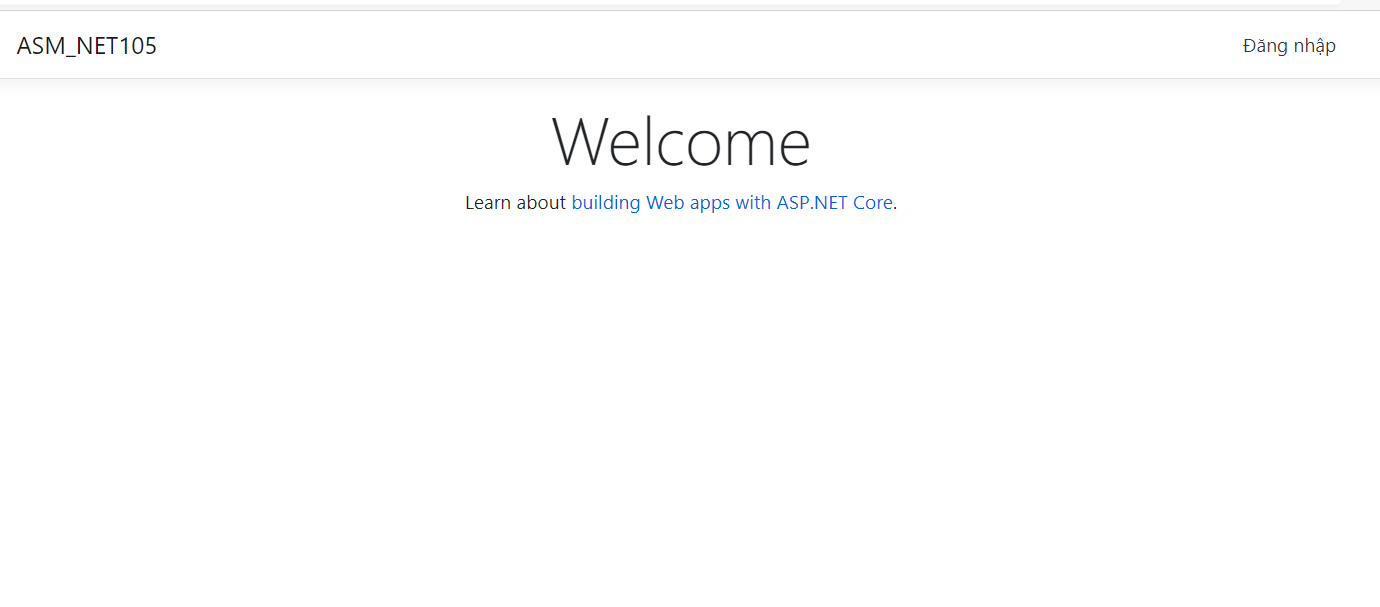 ASM_NET105
Đăng nhập
Welcome
Learn about building Web apps with ASP.NET Core.